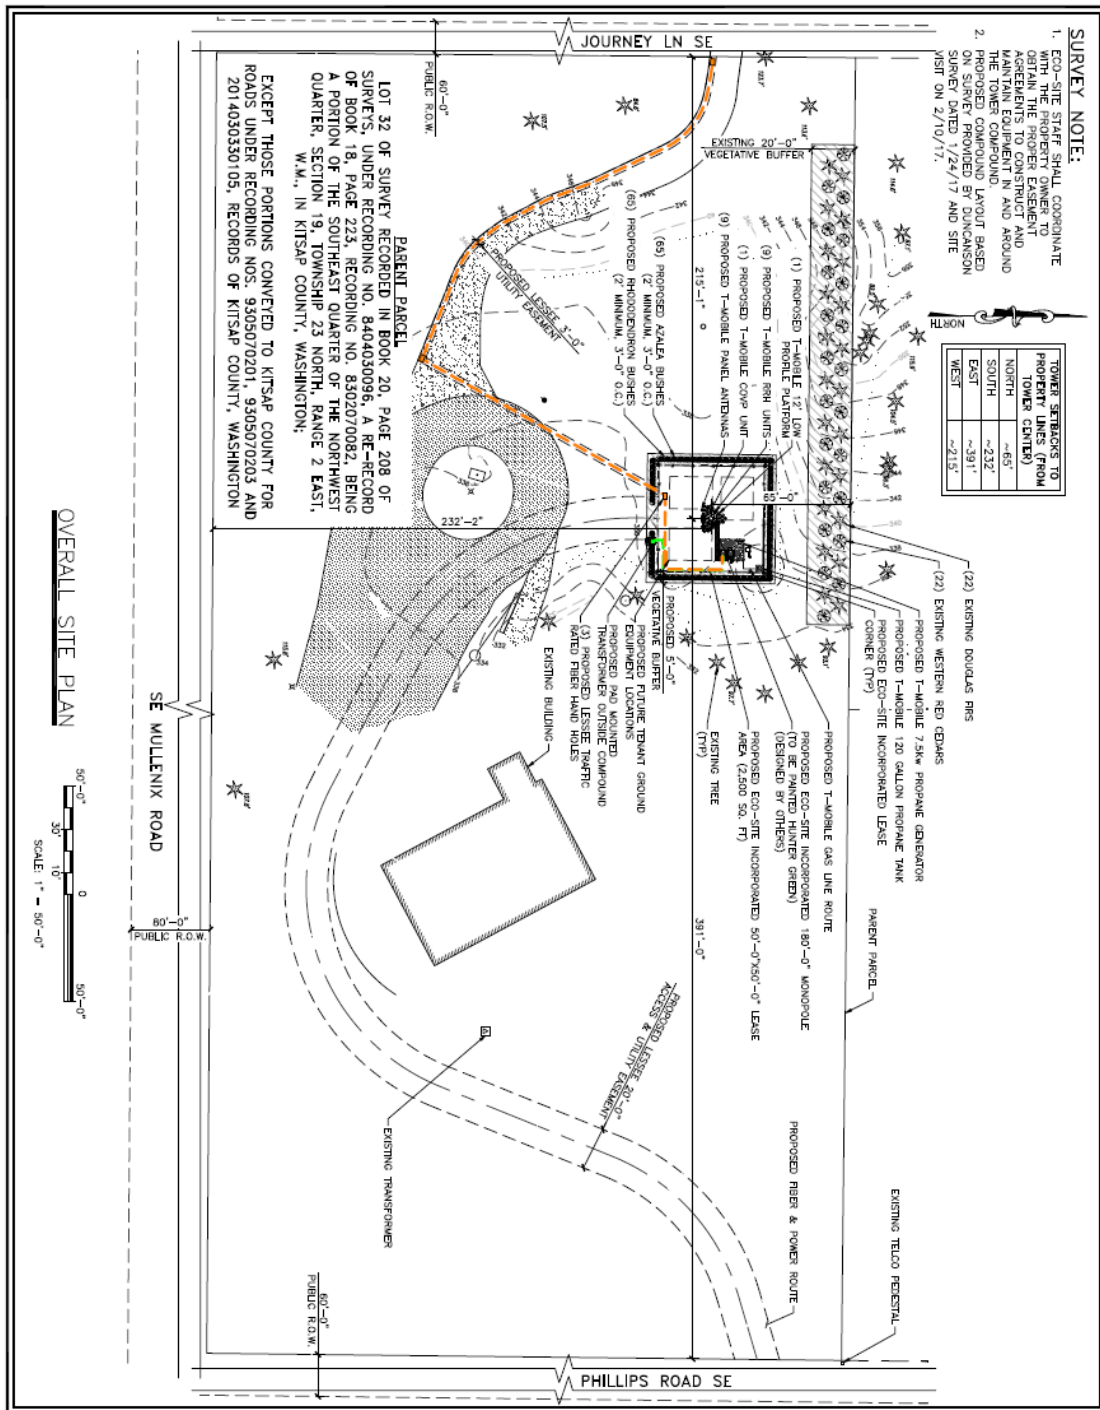 SURVEY NOTE:
1. ECO-SITE STAFF SHALL COORDINATE
WITH THE PROPERTY OWNER TO
OBTAIN THE PROPER EASEMENT
AGREEMENTS TO CONSTRUCT AND
MAINTAIN EQUIPMENT IN AND AROUND
THE TOWER COMPOUND.
2. PROPOSED COMPOUND LAYOUT BASED
ON SURVEY PROVIDED BY DUNCANSON
SURVEY DATED 1/24/17 AND SITE
VISIT ON 2/10/17.
NORTH
TOWER SETBACKS TO
PROPERTY LINES (FROM
TOWER CENTER)
NORTH ~65'
SOUTH ~232'
EAST ~391'
WEST ~215'
JOURNEY LN SE
60'-0"
PUBLIC R.O.W.
EXISTING 20'-0"
VEGETATIVE BUFFER
(1) PROPOSED T-MOBILE 12' LOW
PROFILE PLATFORM
(9) PROPOSED T-MOBILE RRH UNITS
(1) PROPOSED T-MOBILE COVP UNIT
(9) PROPOSED T-MOBILE PANEL ANTENNAS
215'-1"
(65) PROPOSED AZALEA BUSHES
(2' MINIMUM, 3'-0" O.C.)
(65) PROPOSED RHODODENDRON BUSHES
(2' MINIMUM, 3'-0" O.C.)
PROPOSED LESSEE 3'-0"
UTILITY EASEMENT
PARENT PARCEL
LOT 32 OF SURVEY RECORDED IN BOOK 20, PAGE 208 OF
SURVEYS, UNDER RECORDING NO. 8404030096, A RE-RECORD
OF BOOK 18, PAGE 223, RECORDING NO. 8302070082, BEING
A PORTION OF THE SOUTHEAST QUARTER OF THE NORTHWEST
QUARTER, SECTION 19, TOWNSHIP 23 NORTH, RANGE 2 EAST,
W.M., IN KITSAP COUNTY, WASHINGTON;
EXCEPT THOSE PORTIONS CONVEYED TO KITSAP COUNTY FOR
ROADS UNDER RECORDING NOS. 9305070201, 9305070203 AND
201403030105, RECORDS OF KITSAP COUNTY, WASHINGTON
65'-0"
232'-2"
(22) EXISTING DOUGLAS FIRS
(22) EXISTING WESTERN RED CEDARS
PROPOSED T-MOBILE 7.5Kw PROPANE GENERATOR
PROPOSED T-MOBILE 120 GALLON PROPANE TANK
PROPOSED ECO-SITE INCORPORATED LEASE
CORNER (TYP)
PROPOSED T-MOBILE GAS LINE ROUTE
PROPOSED ECO-SITE INCORPORATED 180'-0" MONOPOLE
(TO BE PAINTED HUNTER GREEN)
(DESIGNED BY OTHERS)
PROPOSED ECO-SITE INCORPORATED 50'-0"X50'-0" LEASE
AREA (2,500 SQ. FT)
EXISTING TREE
(TYP)
PROPOSED 5'-0"
VEGETATIVE BUFFER
PROPOSED FUTURE TENANT GROUND
EQUIPMENT LOCATIONS
PROPOSED PAD MOUNTED
TRANSFORMER OUTSIDE COMPOUND
(3) PROPOSED LESSEE TRAFFIC
RATED FIBER HAND HOLES
EXISTING BUILDING
391'-0"
PARENT PARCEL
PROPOSED LESSEE 20'-0"
ACCESS & UTILITY EASEMENT
EXISTING TRANSFORMER
PROPOSED FIBER & POWER ROUTE
EXISTING TELCO PEDESTAL
60'-0"
PUBLIC R.O.W.
PHILLIPS ROAD SE
SE MULLENIX ROAD
80'-0"
PUBLIC R.O.W.
OVERALL SITE PLAN
50'-0" 30' 10' 0 50'-0"
SCALE: 1" = 50'-0"